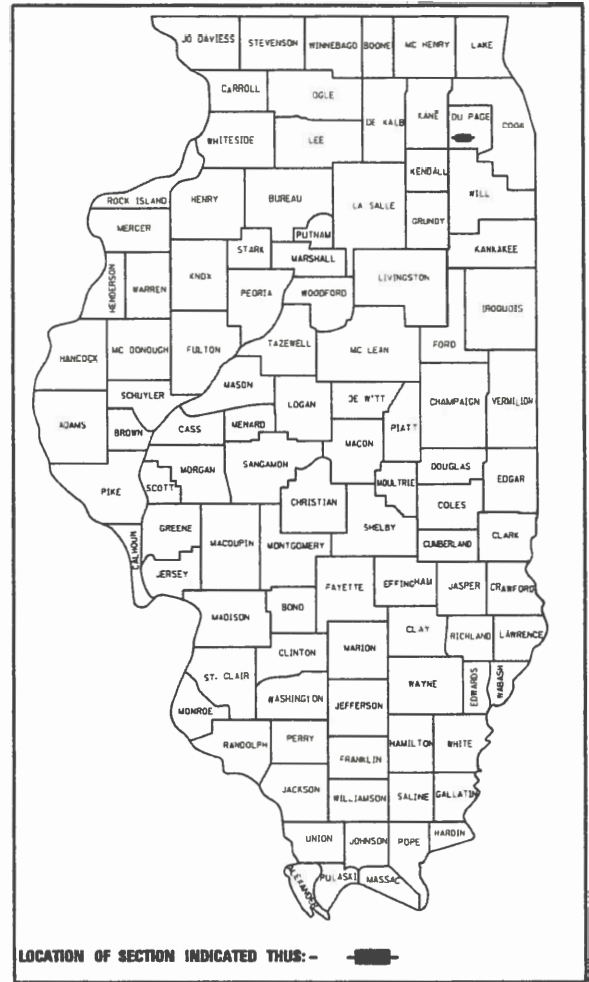 JO DAVIESS STEVENSON WINNEBAGO BOONE MC HENRY LAKE
CARROLL OGLE
DE KALB KANE DU PAGE COOK
WHITESIDE LEE
KENDALL
ROCK ISLAND HENRY BUREAU LA SALLE WILL
MERCER GRUNDY
PUTNAM
STARK MARSHALL KANKAKEE
HENDERSON WARREN KNOX LIVINGSTON
PEORIA WOODFORD IROQUOIS
HANCOCK MC DONOUGH FULTON TAZEWELL MC LEAN FORD
MASON
SCHUYLER LOGAN DE WITT CHAMPAIGN VERMILION
ADAMS BROWN CASS MENARD PIATT
MACON
MORGAN SANGAMON DOUGLAS
PIKE SCOTT CHRISTIAN MOULTRIE COLES EDGAR
GREENE SHELBY
CALHOUN MACOUPIN MONTGOMERY CUMBERLAND CLARK
JERSEY FAYETTE EFFINGHAM JASPER CRAWFORD
MADISON BOND
CLAY RICHLAND LAWRENCE
CLINTON MARION
ST. CLAIR WAYNE EDWARDS WABASH
WASHINGTON JEFFERSON
MONROE
RANDOLPH PERRY HAMILTON WHITE
FRANKLIN
JACKSON WILLIAMSON SALINE GALLATIN
UNION JOHNSON POPE HARDIN
ALEXANDER PULASKI MASSAC
LOCATION OF SECTION INDICATED THUS:-